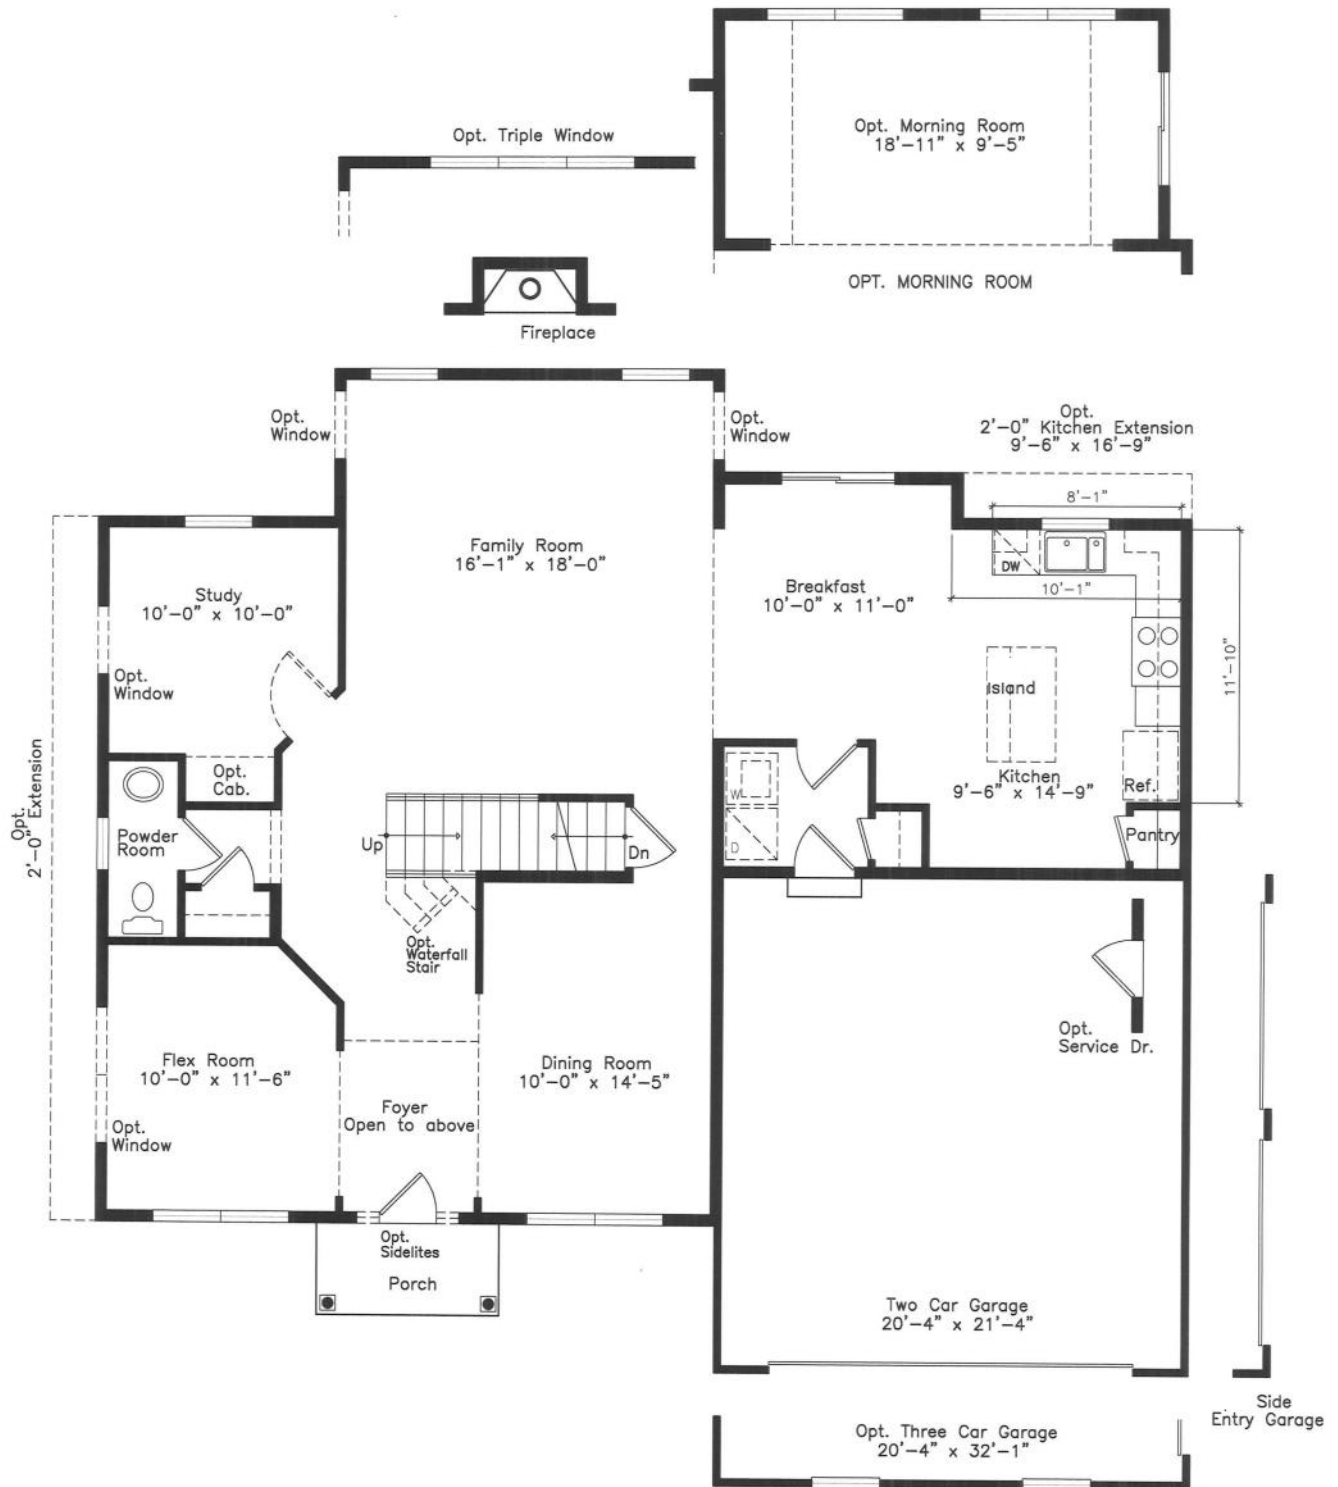 Opt. Morning Room
18'-11" x 9'-5"
OPT. MORNING ROOM
Opt. Triple Window
Fireplace
Opt.
Window
Opt.
Window
Opt.
2'-0" Kitchen Extension
9'-6" x 16'-9"
8'-1"
DW
10'-1"
11'-10"
Family Room
16'-1" x 18'-0"
Breakfast
10'-0" x 11'-0"
Study
10'-0" x 10'-0"
Opt.
Window
Island
Kitchen
9'-6" x 14'-9"
Ref.
Pantry
Opt.
2'-0" Extension
Opt.
Cab.
W
D
Powder
Room
Up
Dn
Opt.
Waterfall
Stair
Opt.
Service Dr.
Flex Room
10'-0" x 11'-6"
Dining Room
10'-0" x 14'-5"
Foyer
Open to above
Opt.
Window
Opt.
Sidelites
Porch
Two Car Garage
20'-4" x 21'-4"
Side
Entry Garage
Opt. Three Car Garage
20'-4" x 32'-1"